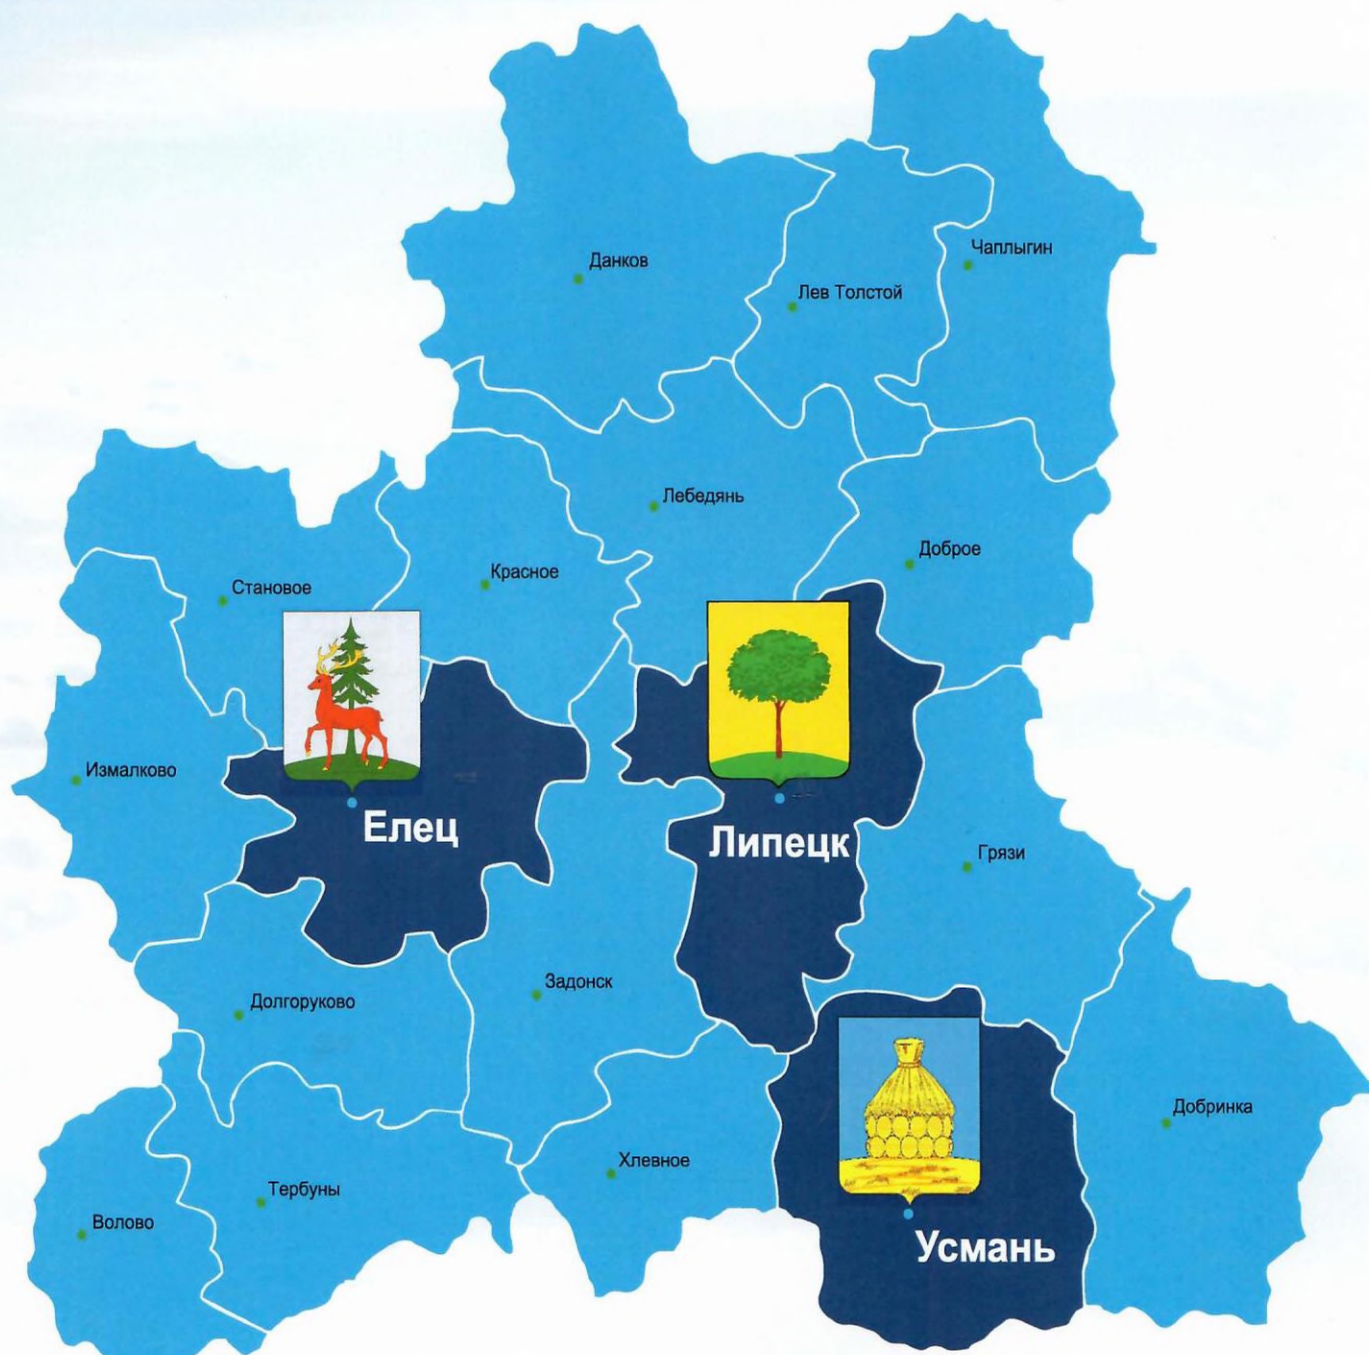 Данков
Лев Толстой
Чаплыгин
Лебедянь
Доброе
Красное
Становое
Измалково
Елец
Липецк
Грязи
Задонск
Долгоруково
Добринка
Хлевное
Тербуны
Волово
Усмань